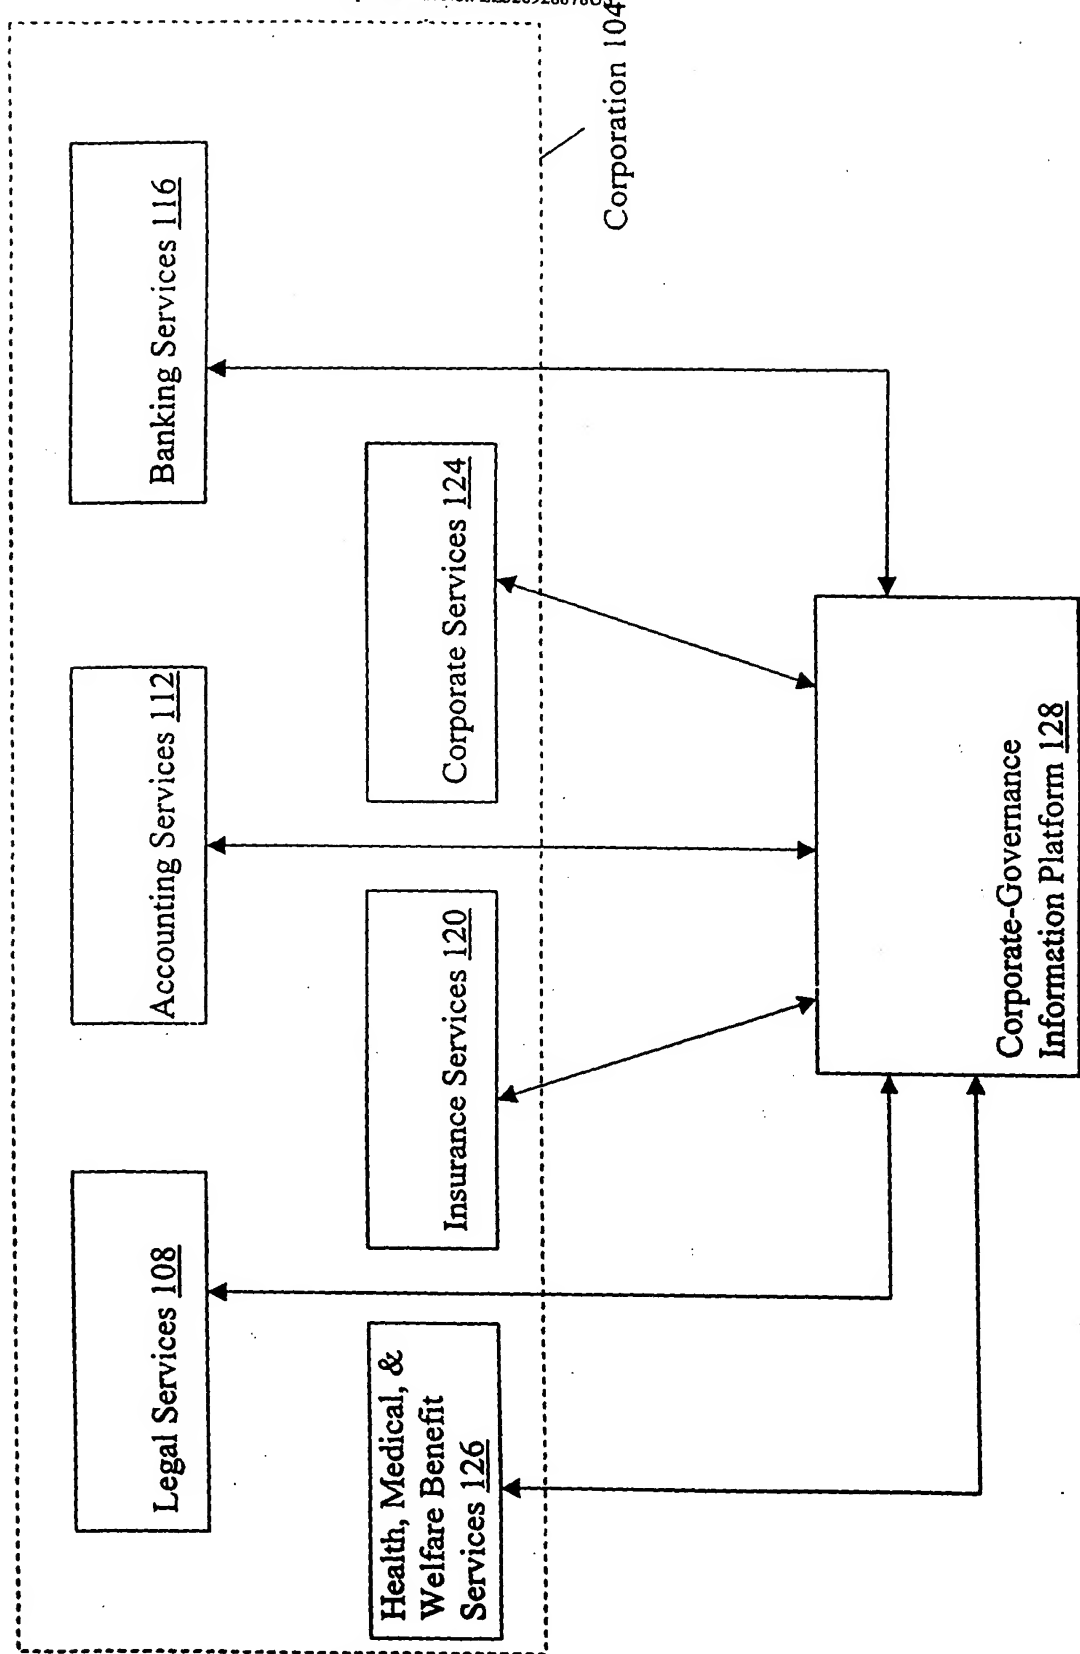 Legal Services 108
Accounting Services 112
Banking Services 116
Health, Medical, &
Welfare Benefit
Services 126
Insurance Services 120
Corporate Services 124
Corporation 104
Corporate-Governance
Information Platform 128